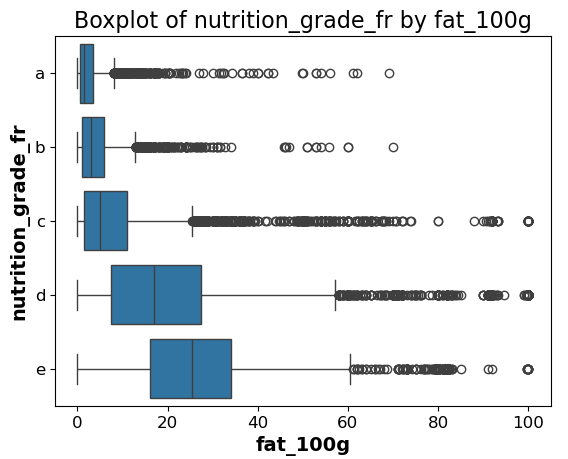 Boxplot of nutrition_grade_fr by fat_100g
nutrition_grade_fr
a
b
c
d
e
0 20 40 60 80 100
fat_100g